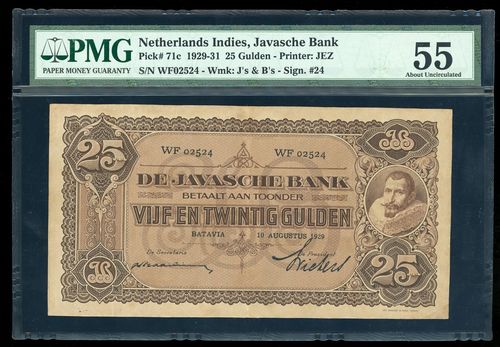 PMG
PAPER MONEY GUARANTY
Netherlands Indies, Javasche Bank
Pick# 71c 1929-31 25 Gulden - Printer: JEZ
S/N WF02524 - Wmk: J's & B's - Sign. #24
55
About Uncirculated
25
WF 02524
WF 02524
DE JAVASCHE BANK
BETAALT AAN TOONDER
VIJF EN TWINTIG GULDEN
BATAVIA 10 AUGUSTUS 1929
De Secretaris
De President
25